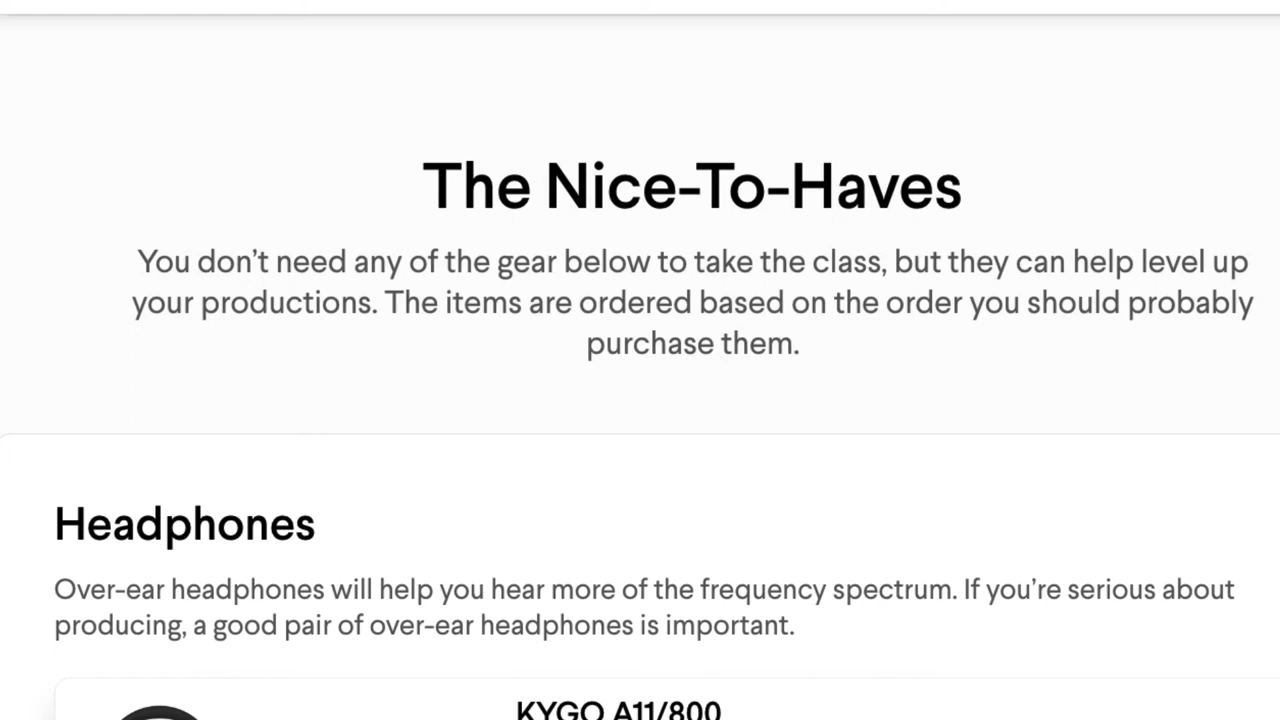 The Nice-To-Haves
You don’t need any of the gear below to take the class, but they can help level up
your productions. The items are ordered based on the order you should probably
purchase them.
Headphones
Over-ear headphones will help you hear more of the frequency spectrum. If you’re serious about
producing, a good pair of over-ear headphones is important.
KYGO A11/800